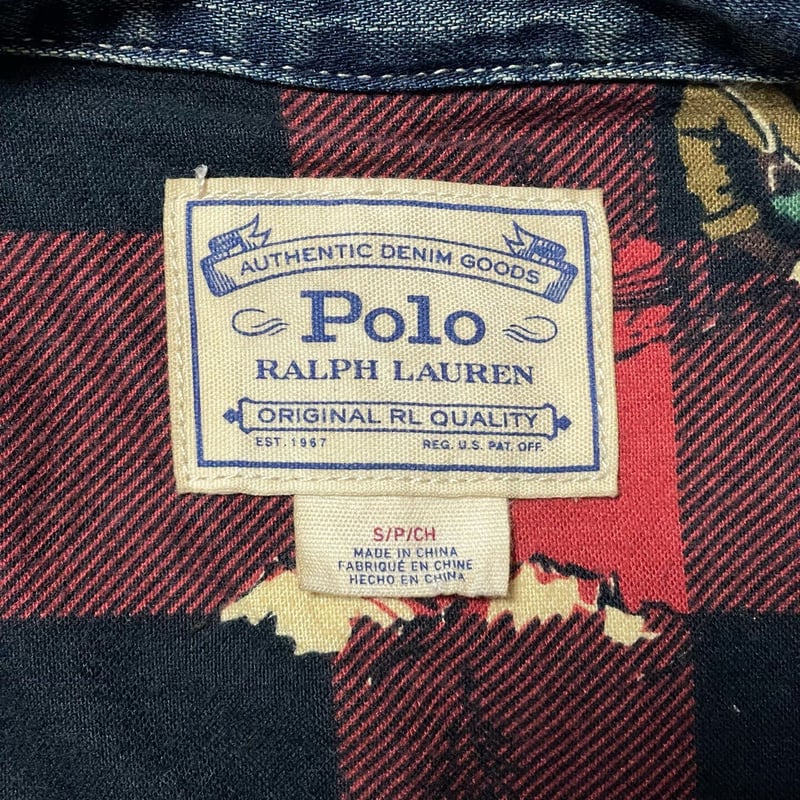 AUTHENTIC DENIM GOODS
Polo
RALPH LAUREN
ORIGINAL RL QUALITY
EST. 1967 REG. U.S. PAT. OFF.
S/P/CH
MADE IN CHINA
FABRIQUÉ EN CHINE
HECHO EN CHINA